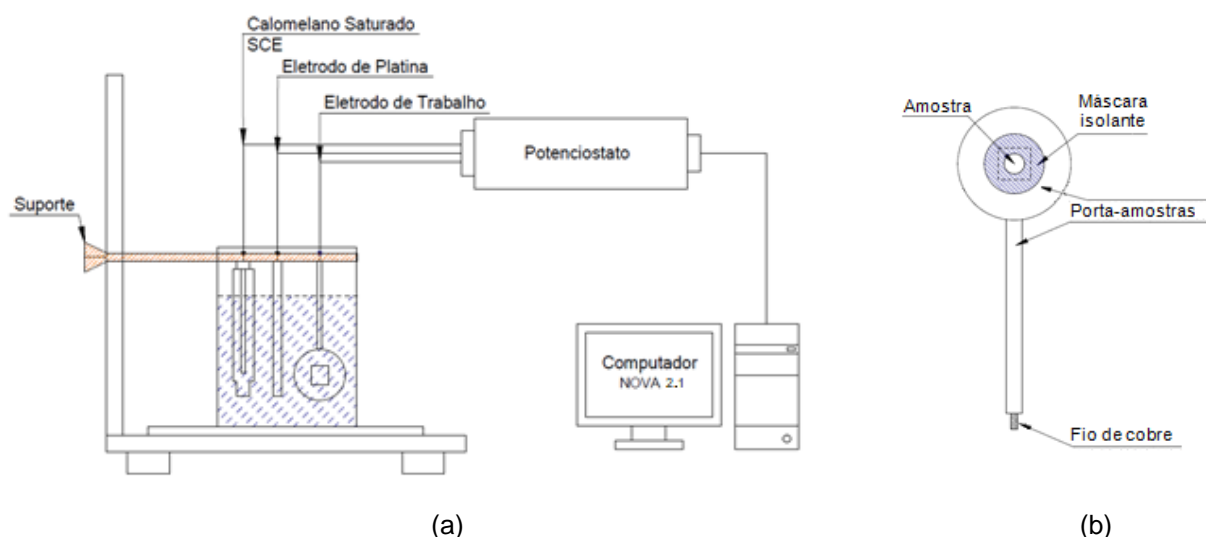 Calomelano Saturado
SCE
Eletrodo de Platina
Eletrodo de Trabalho
Potenciostato
Suporte
Computador
NOVA 2.1
Amostra
Máscara
isolante
Porta-amostras
Fio de cobre
(a)
(b)